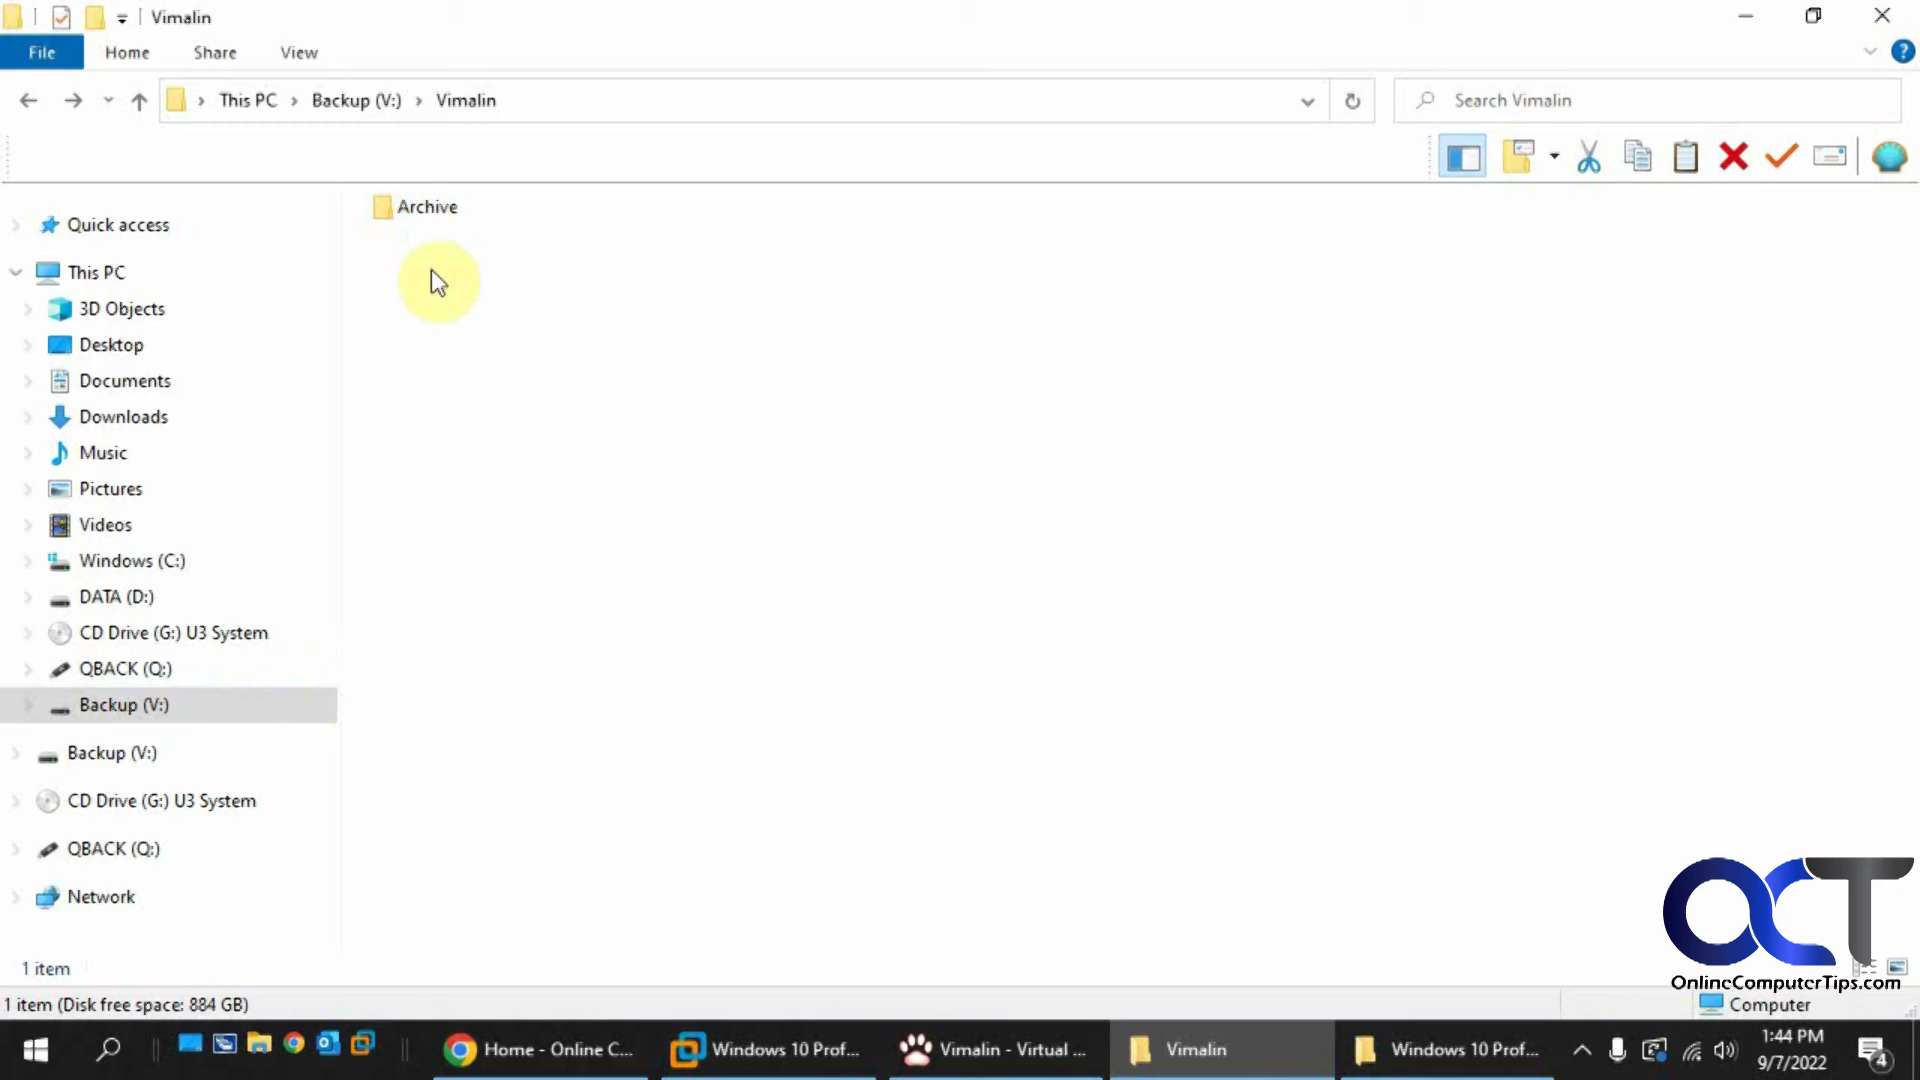 Vimalin
File Home Share View
This PC Backup (V:) Vimalin
Search Vimalin
Archive
Quick access
This PC
3D Objects
Desktop
Documents
Downloads
Music
Pictures
Videos
Windows (C:)
DATA (D:)
CD Drive (G:) U3 System
QBACK (Q:)
Backup (V:)
Backup (V:)
CD Drive (G:) U3 System
QBACK (Q:)
Network
1 item
OCT
OnlineComputerTips.com
1 item (Disk free space: 884 GB)
Computer
Home - Online C...
Windows 10 Prof...
Vimalin - Virtual ...
Vimalin
Windows 10 Prof...
1:44 PM
9/7/2022
4